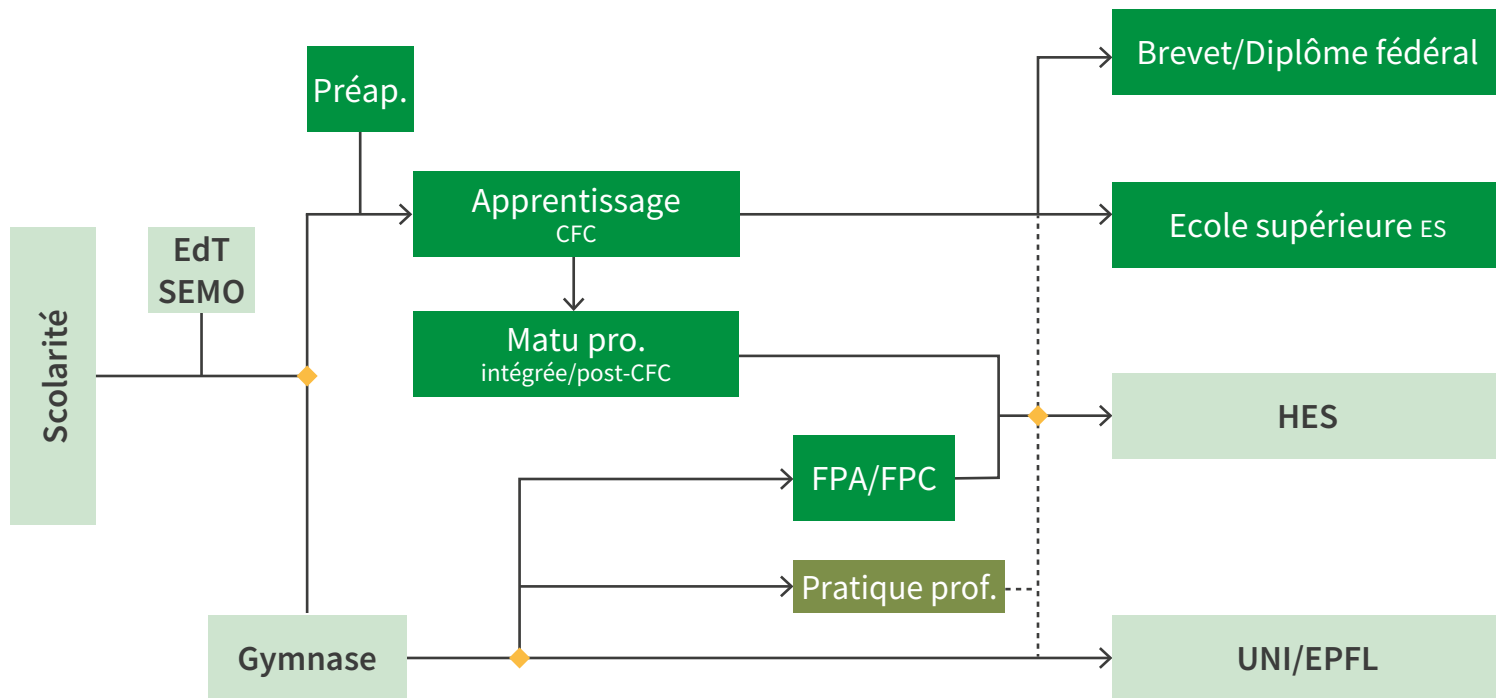 Brevet/Diplôme fédéral
Préap.
Apprentissage
CFC
Ecole supérieure ES
EdT
SEMO
Scolarité
Matu pro.
intégrée/post-CFC
HES
FPA/FPC
Pratique prof.
Gymnase
UNI/EPFL